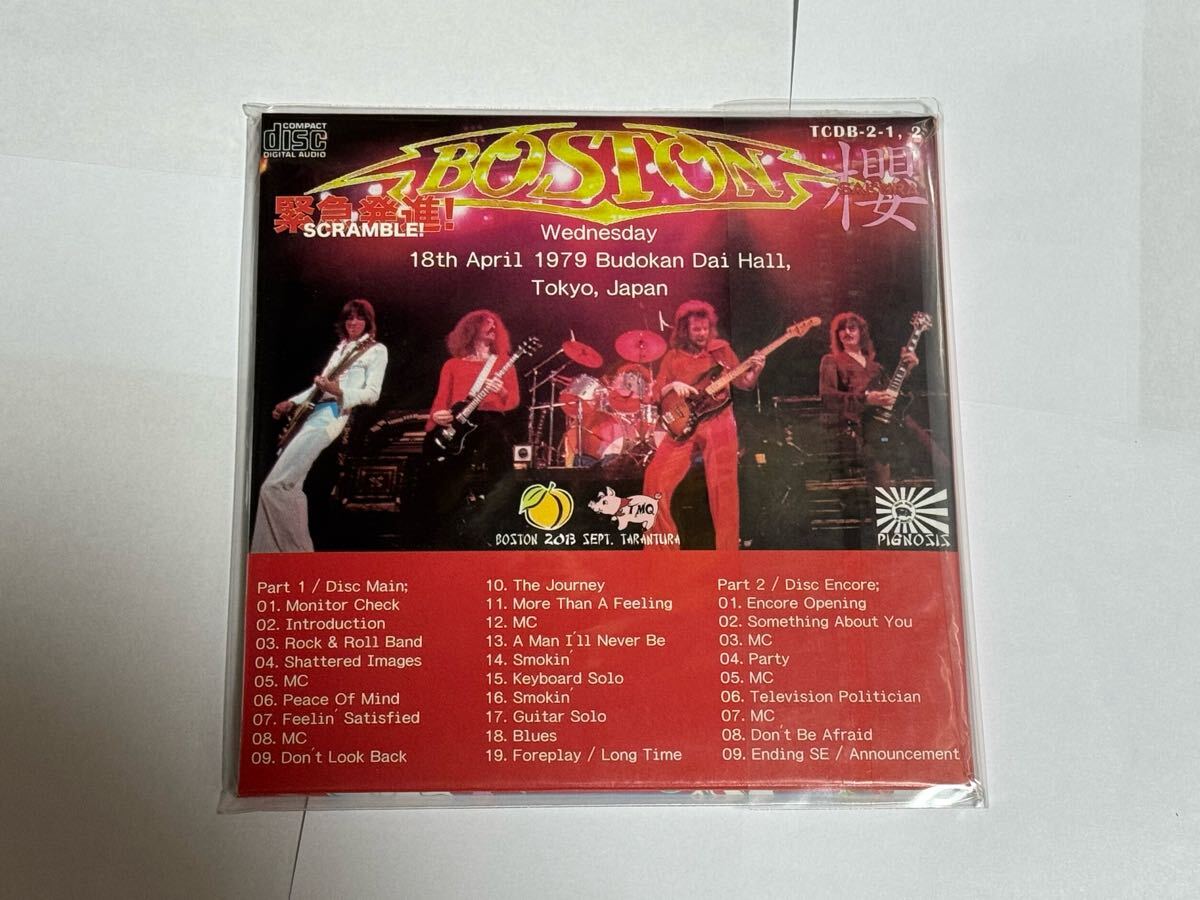 COMPACT
disc
DIGITAL AUDIO
BOSTON
TCDB-2-1, 2
櫻
SAKURA
緊急発進!
SCRAMBLE!
Wednesday
18th April 1979 Budokan Dai Hall,
Tokyo, Japan
TMQ
BOSTON 2013 SEPT. TARANTURA
PIGNOSIS
Part 1 / Disc Main;
01. Monitor Check
02. Introduction
03. Rock & Roll Band
04. Shattered Images
05. MC
06. Peace Of Mind
07. Feelin' Satisfied
08. MC
09. Don't Look Back
10. The Journey
11. More Than A Feeling
12. MC
13. A Man I'll Never Be
14. Smokin'
15. Keyboard Solo
16. Smokin'
17. Guitar Solo
18. Blues
19. Foreplay / Long Time
Part 2 / Disc Encore;
01. Encore Opening
02. Something About You
03. MC
04. Party
05. MC
06. Television Politician
07. MC
08. Don't Be Afraid
09. Ending SE / Announcement